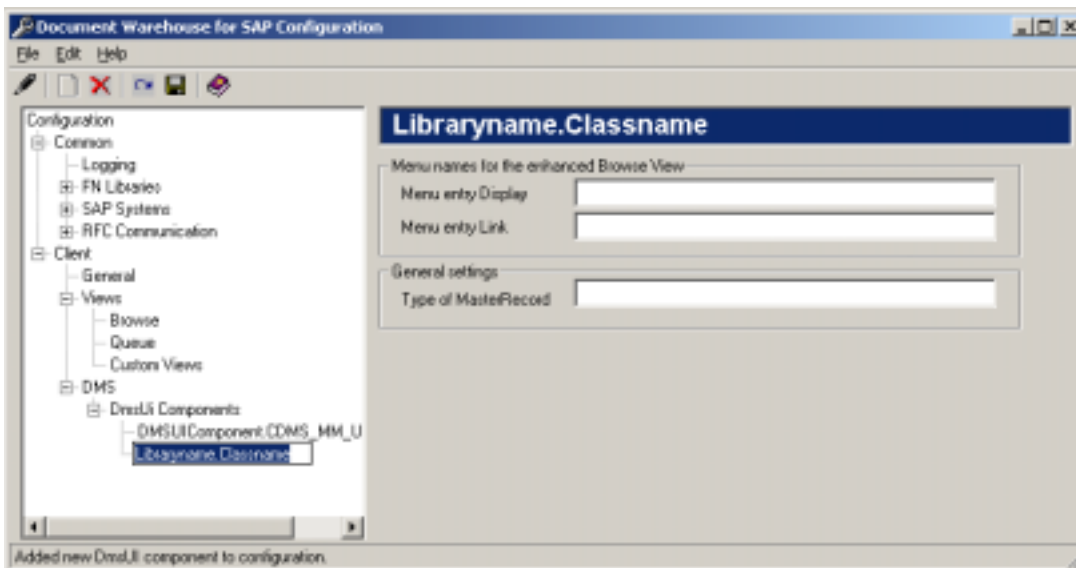 Document Warehouse for SAP Configuration
File Edit Help
Configuration
Common
Logging
FN Libraries
SAP Systems
RFC Communication
Client
General
Views
Browse
Queue
Custom Views
DMS
DmsUi Components
DMSUIComponent.CDMS_MM_U
Libraryname.Classname
Libraryname.Classname
Menu names for the enhanced Browse View
Menu entry Display
Menu entry Link
General settings
Type of MasterRecord
Added new DmsUI component to configuration.